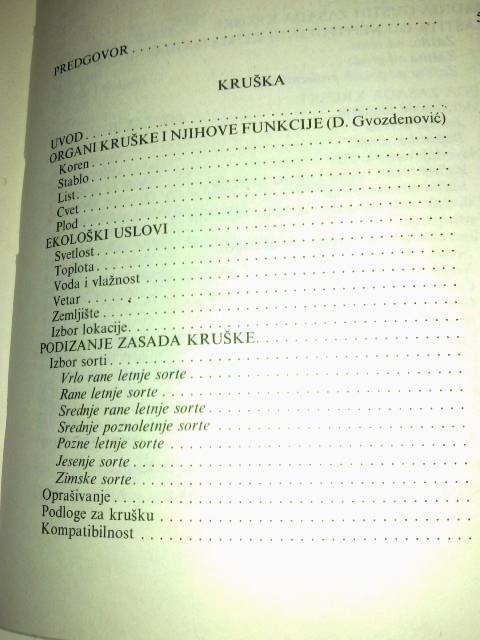 PREDGOVOR
KRUŠKA
UVOD
ORGANI KRUŠKE I NJIHOVE FUNKCIJE (D. Gvozdenović)
Koren
Stablo
List
Cvet
Plod
EKOLOŠKI USLOVI
Svetlost
Toplota
Voda i vlažnost
Vetar
Zemljište
Izbor lokacije
PODIZANJE ZASADA KRUŠKE
Izbor sorti
Vrlo rane letnje sorte
Rane letnje sorte
Srednje rane letnje sorte
Srednje poznoletnje sorte
Pozne letnje sorte
Jesenje sorte
Zimske sorte
Oprašivanje
Podloge za krušku
Kompatibilnost